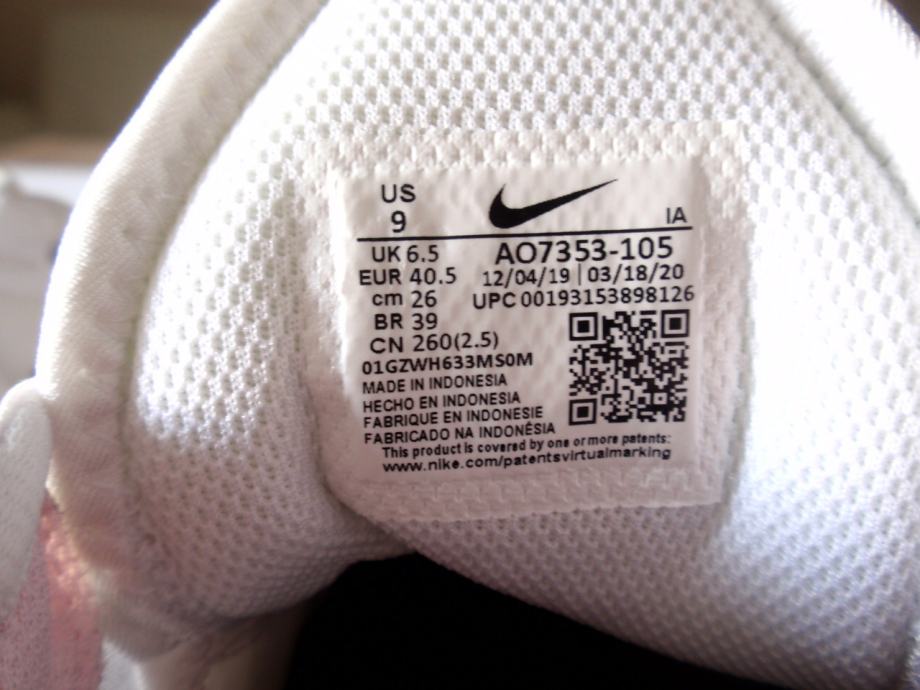 US
9
IA
UK 6.5 AO7353-105
EUR 40.5 12/04/19 | 03/18/20
cm 26 UPC 00193153898126
BR 39
CN 260(2.5)
01GZWH633MS0M
MADE IN INDONESIA
HECHO EN INDONESIA
FABRIQUE EN INDONESIE
FABRICADO NA INDONÉSIA
This product is covered by one or more patents:
www.nike.com/patentsvirtualmarking